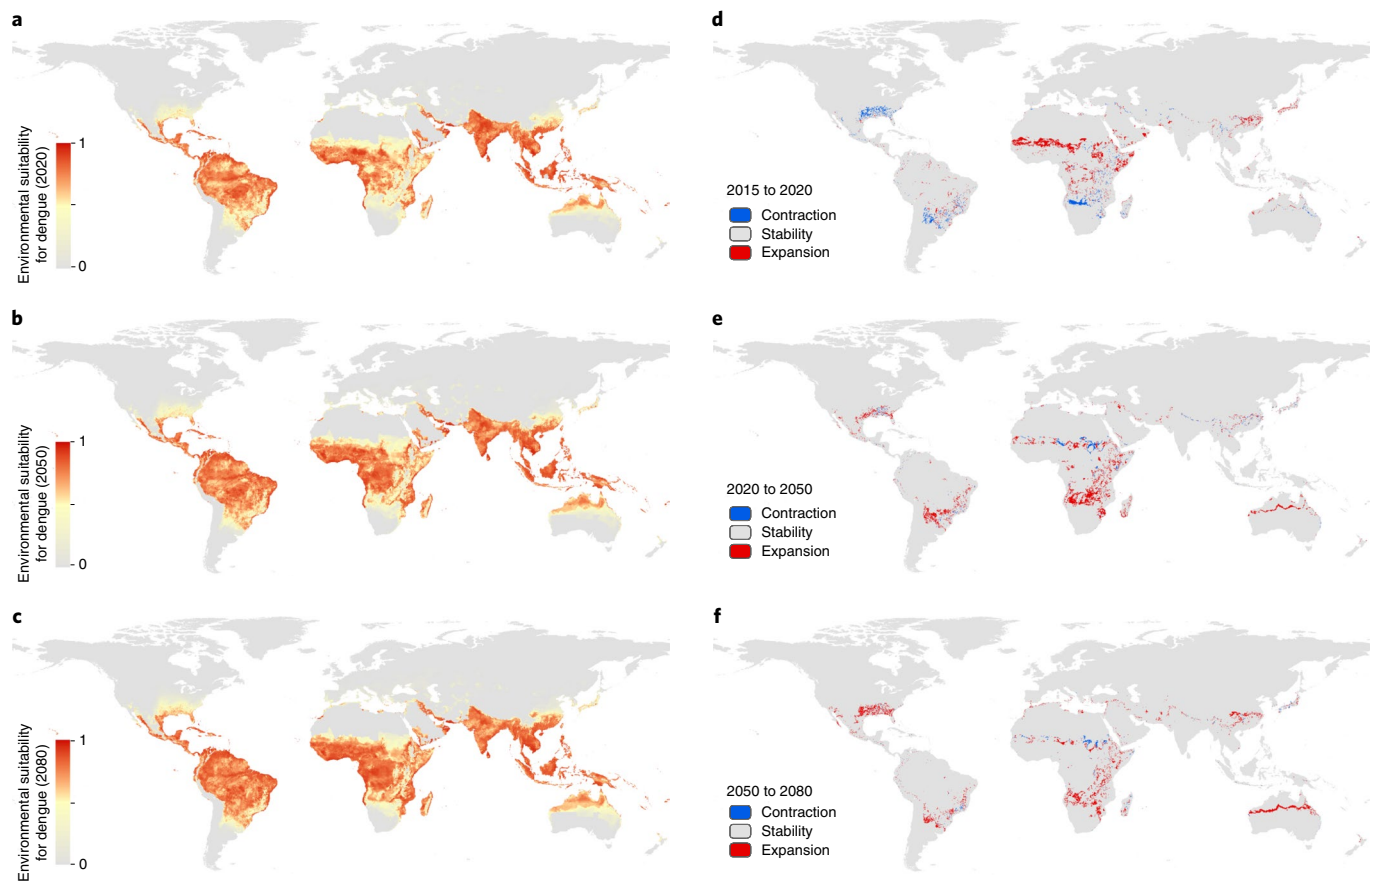 a
Environmental suitability
for dengue (2020)
1
0
d
2015 to 2020
Contraction
Stability
Expansion
b
Environmental suitability
for dengue (2050)
1
0
e
2020 to 2050
Contraction
Stability
Expansion
c
Environmental suitability
for dengue (2080)
1
0
f
2050 to 2080
Contraction
Stability
Expansion